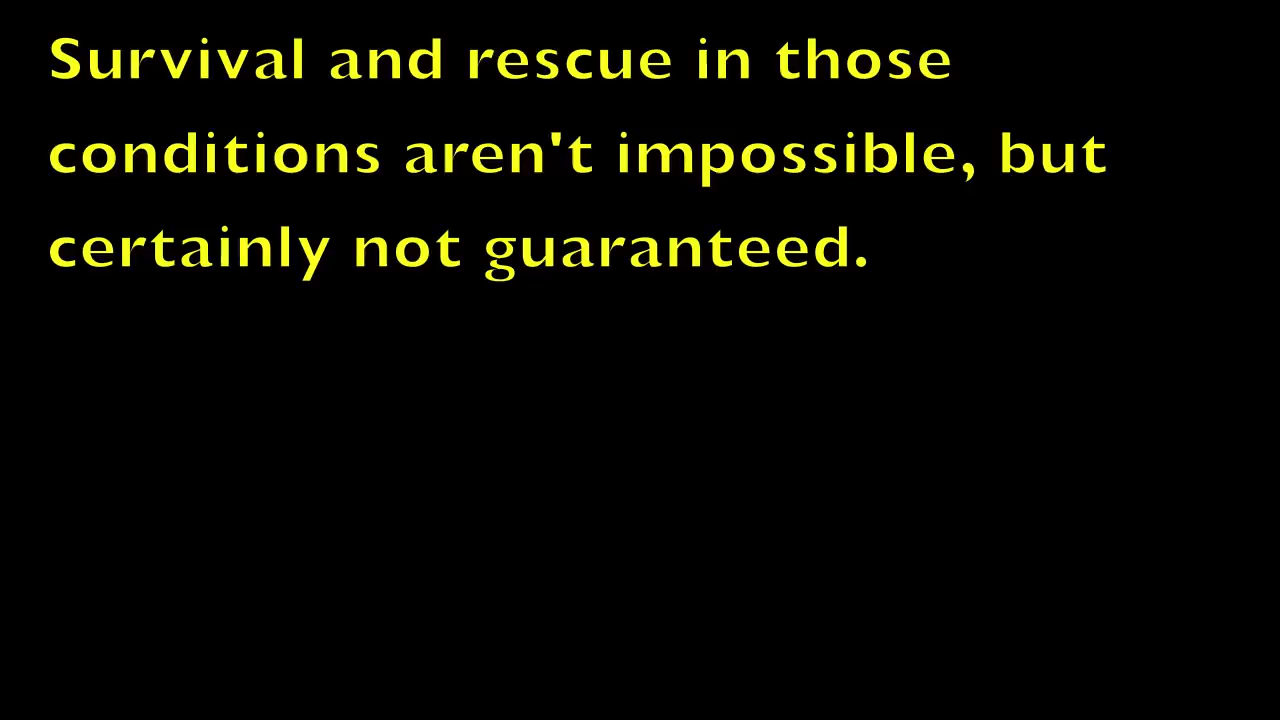 Survival and rescue in those
conditions aren't impossible, but
certainly not guaranteed.